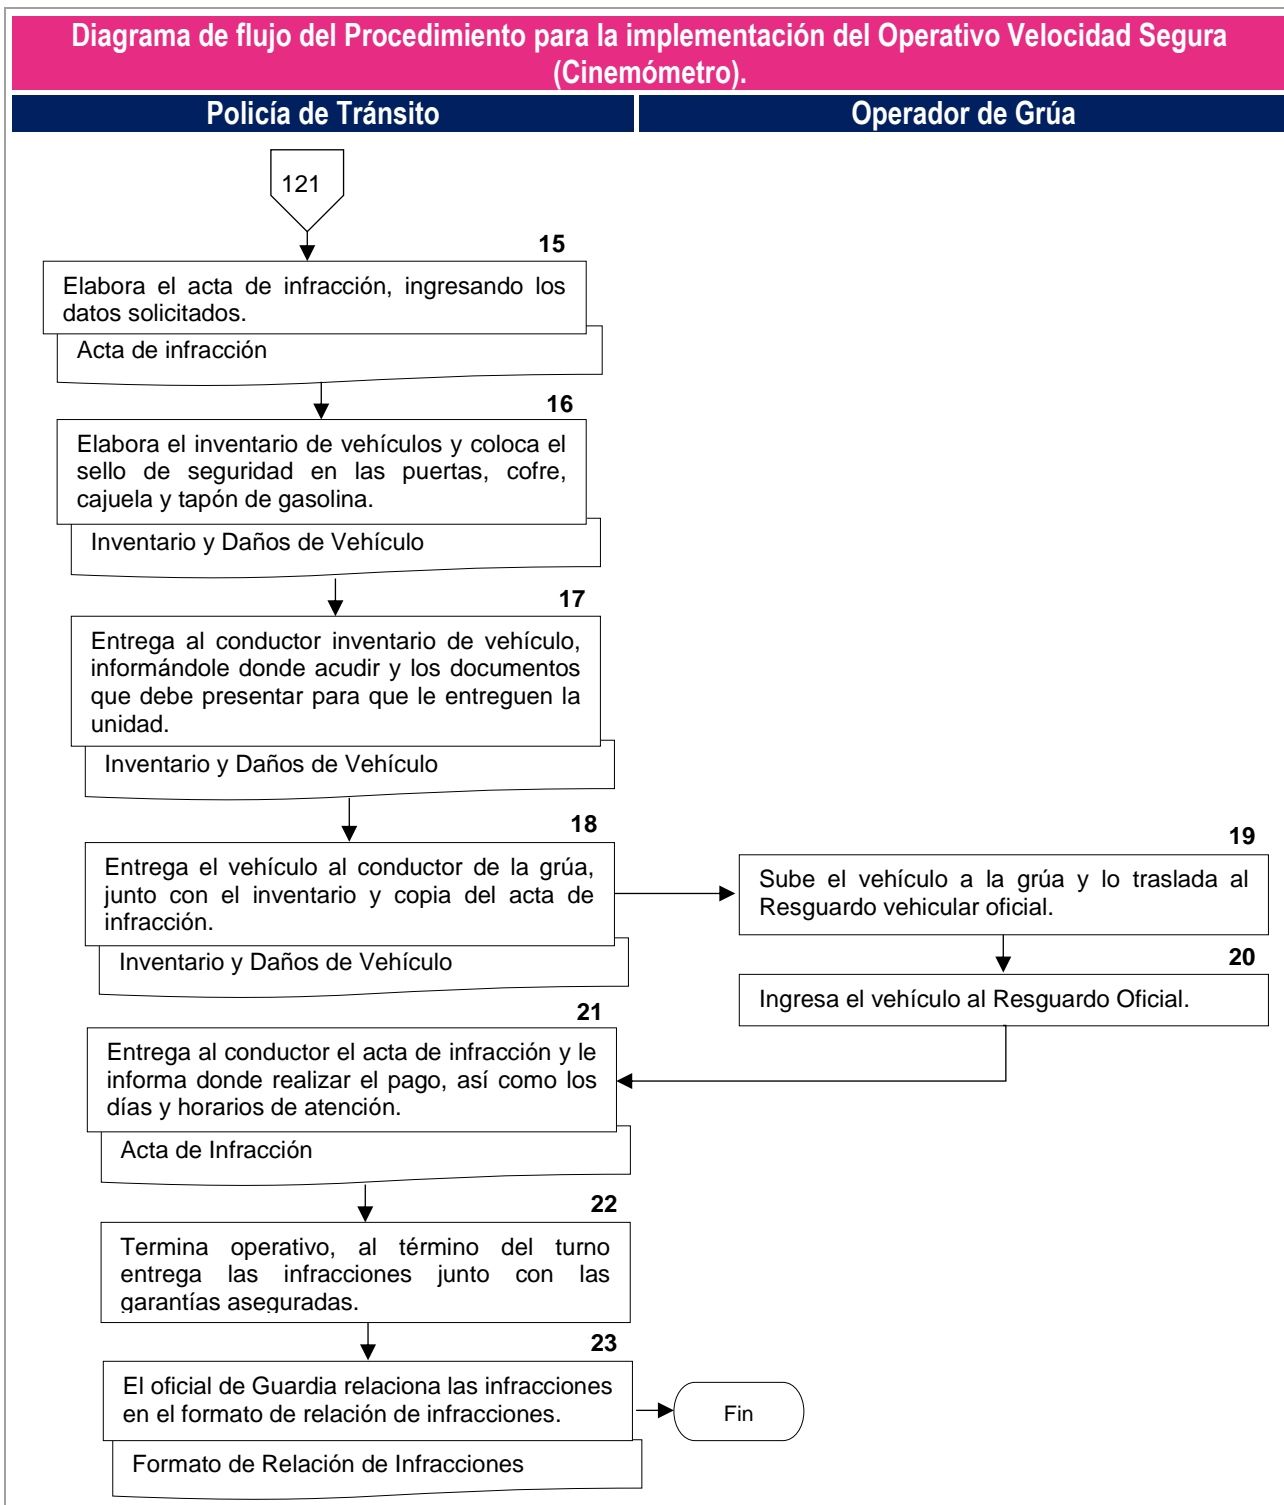 Diagrama de flujo del Procedimiento para la implementación del Operativo Velocidad Segura
(Cinemómetro).
Policía de Tránsito
Operador de Grúa
121
15
Elabora el acta de infracción, ingresando los
datos solicitados.
Acta de infracción
16
Elabora el inventario de vehículos y coloca el
sello de seguridad en las puertas, cofre,
cajuela y tapón de gasolina.
Inventario y Daños de Vehículo
17
Entrega al conductor inventario de vehículo,
informándole donde acudir y los documentos
que debe presentar para que le entreguen la
unidad.
Inventario y Daños de Vehículo
18
Entrega el vehículo al conductor de la grúa,
junto con el inventario y copia del acta de
infracción.
Inventario y Daños de Vehículo
19
Sube el vehículo a la grúa y lo traslada al
Resguardo vehicular oficial.
20
Ingresa el vehículo al Resguardo Oficial.
21
Entrega al conductor el acta de infracción y le
informa donde realizar el pago, así como los
días y horarios de atención.
Acta de Infracción
22
Termina operativo, al término del turno
entrega las infracciones junto con las
garantías aseguradas.
23
El oficial de Guardia relaciona las infracciones
en el formato de relación de infracciones.
Formato de Relación de Infracciones
Fin